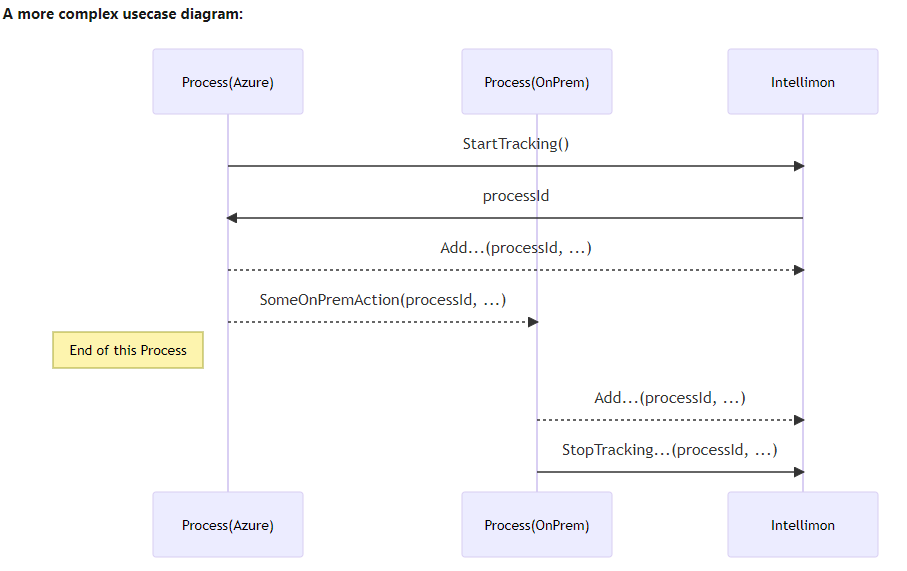 A more complex usecase diagram:
Process(Azure)
Process(OnPrem)
Intellimon
StartTracking()
processId
Add...(processId, ...)
SomeOnPremAction(processId, ...)
End of this Process
Add...(processId, ...)
StopTracking...(processId, ...)
Process(Azure)
Process(OnPrem)
Intellimon